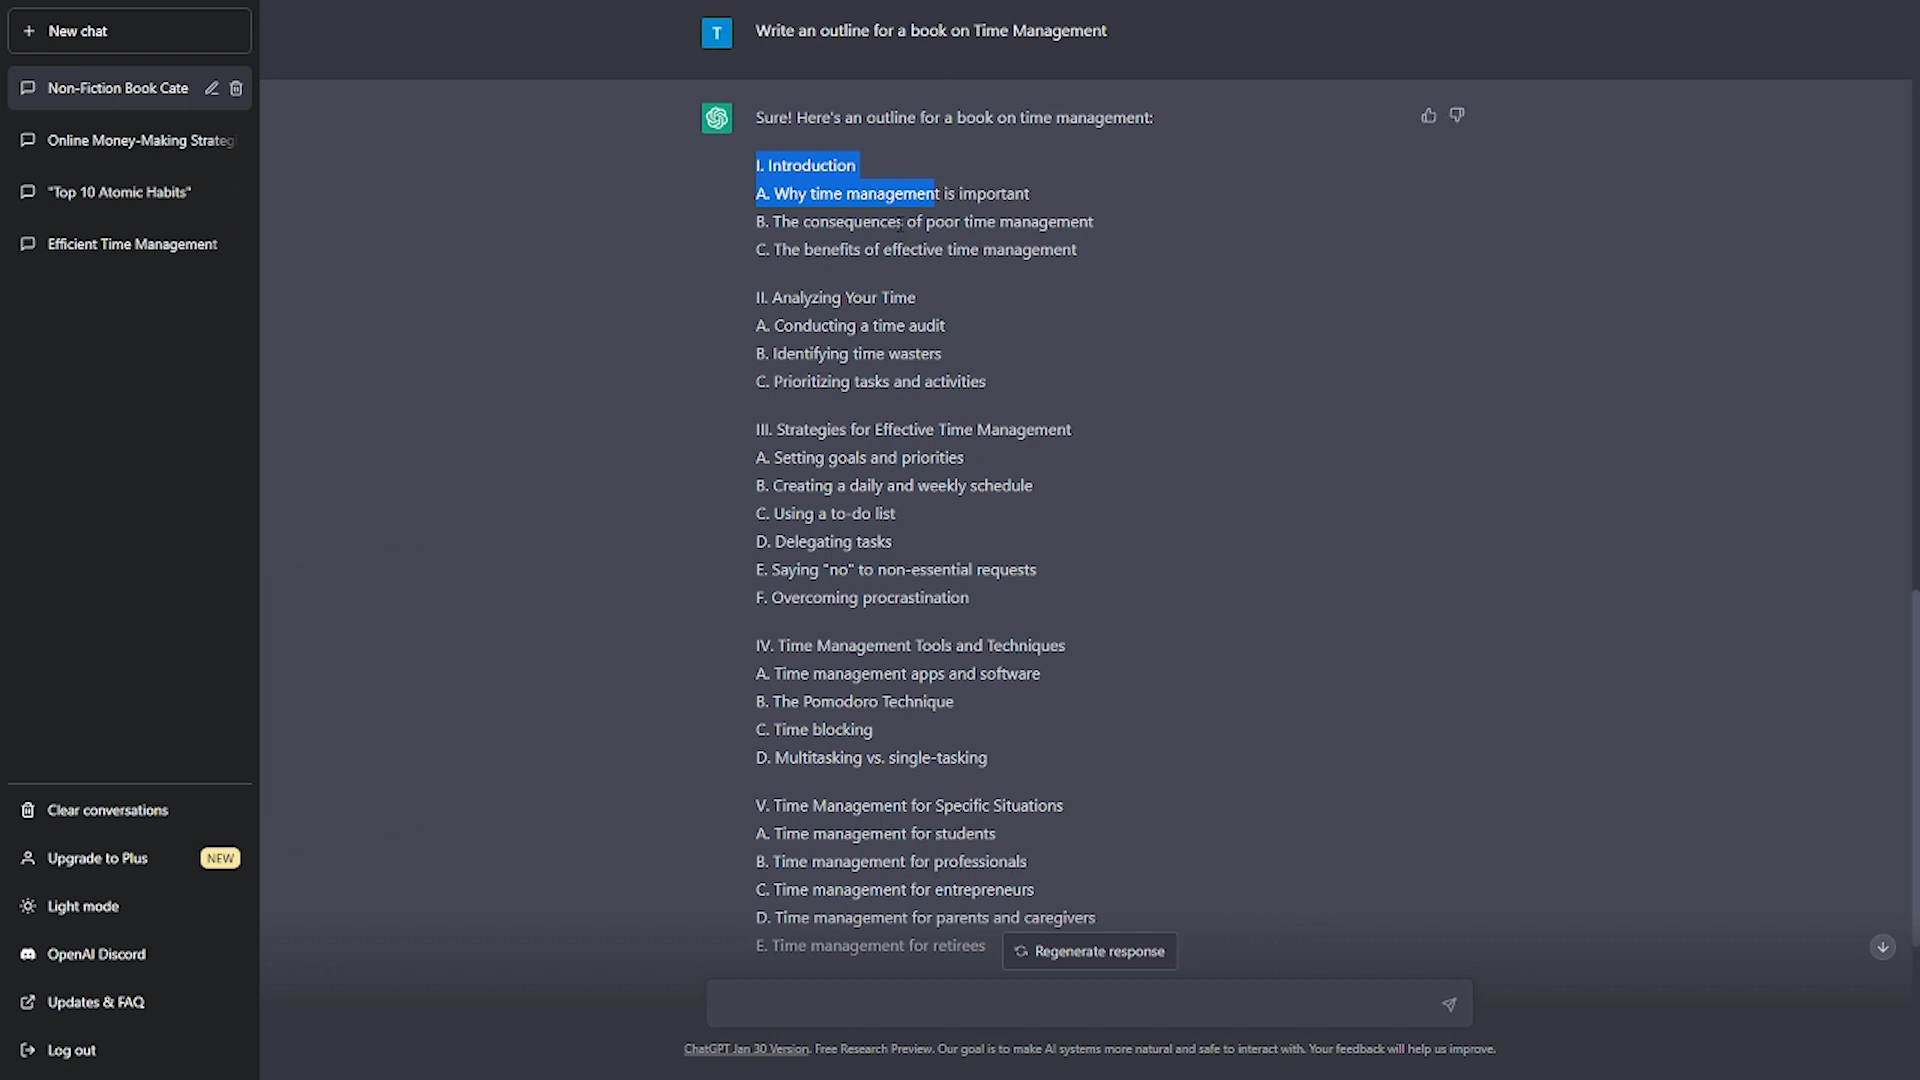 New chat
Non-Fiction Book Cate
Online Money-Making Strateg
"Top 10 Atomic Habits"
Efficient Time Management
Clear conversations
Upgrade to Plus NEW
Light mode
OpenAI Discord
Updates & FAQ
Log out
T Write an outline for a book on Time Management
Sure! Here's an outline for a book on time management:
I. Introduction
A. Why time management is important
B. The consequences of poor time management
C. The benefits of effective time management
II. Analyzing Your Time
A. Conducting a time audit
B. Identifying time wasters
C. Prioritizing tasks and activities
III. Strategies for Effective Time Management
A. Setting goals and priorities
B. Creating a daily and weekly schedule
C. Using a to-do list
D. Delegating tasks
E. Saying "no" to non-essential requests
F. Overcoming procrastination
IV. Time Management Tools and Techniques
A. Time management apps and software
B. The Pomodoro Technique
C. Time blocking
D. Multitasking vs. single-tasking
V. Time Management for Specific Situations
A. Time management for students
B. Time management for professionals
C. Time management for entrepreneurs
D. Time management for parents and caregivers
E. Time management for retirees
Regenerate response
ChatGPT Jan 30 Version. Free Research Preview. Our goal is to make AI systems more natural and safe to interact with. Your feedback will help us improve.